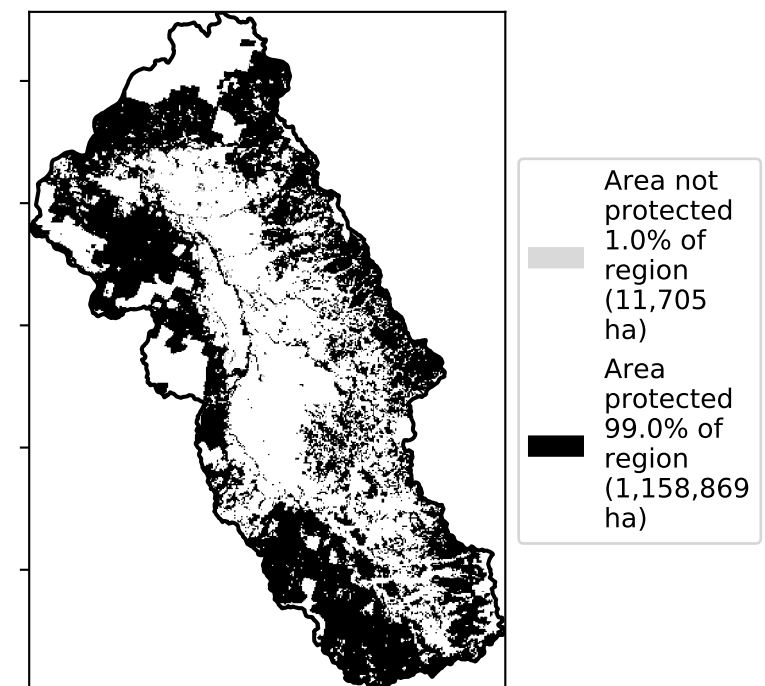 Area not
protected
1.0% of
region
(11,705
ha)
Area
protected
99.0% of
region
(1,158,869
ha)